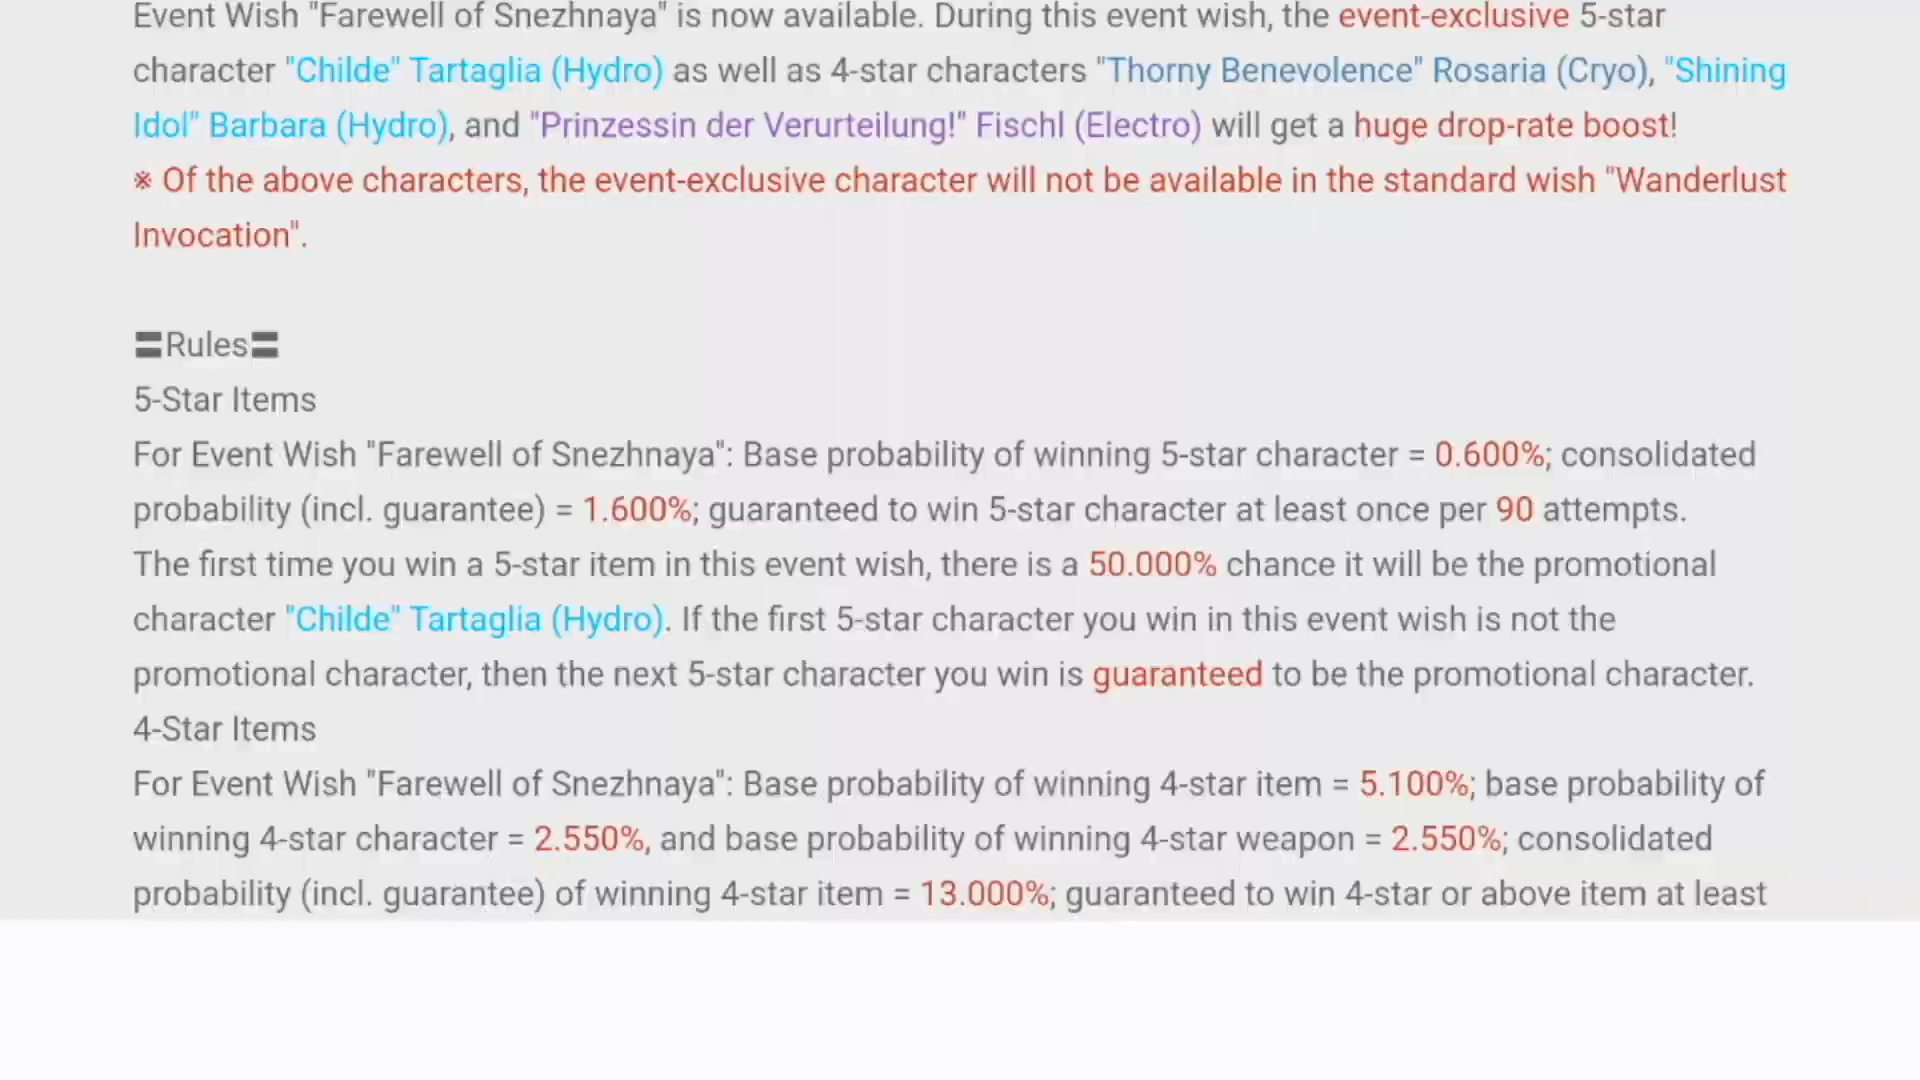 Event Wish "Farewell of Snezhnaya" is now available. During this event wish, the event-exclusive 5-star
character "Childe" Tartaglia (Hydro) as well as 4-star characters "Thorny Benevolence" Rosaria (Cryo), "Shining
Idol" Barbara (Hydro), and "Prinzessin der Verurteilung!" Fischl (Electro) will get a huge drop-rate boost!
※ Of the above characters, the event-exclusive character will not be available in the standard wish "Wanderlust
Invocation".
〓Rules〓
5-Star Items
For Event Wish "Farewell of Snezhnaya": Base probability of winning 5-star character = 0.600%; consolidated
probability (incl. guarantee) = 1.600%; guaranteed to win 5-star character at least once per 90 attempts.
The first time you win a 5-star item in this event wish, there is a 50.000% chance it will be the promotional
character "Childe" Tartaglia (Hydro). If the first 5-star character you win in this event wish is not the
promotional character, then the next 5-star character you win is guaranteed to be the promotional character.
4-Star Items
For Event Wish "Farewell of Snezhnaya": Base probability of winning 4-star item = 5.100%; base probability of
winning 4-star character = 2.550%, and base probability of winning 4-star weapon = 2.550%; consolidated
probability (incl. guarantee) of winning 4-star item = 13.000%; guaranteed to win 4-star or above item at least